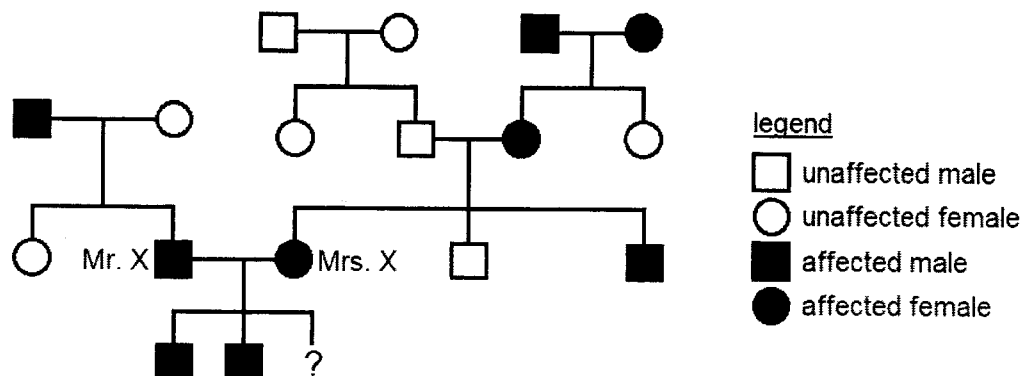 legend
unaffected male
unaffected female
Mr. X
Mrs. X
affected male
affected female
?